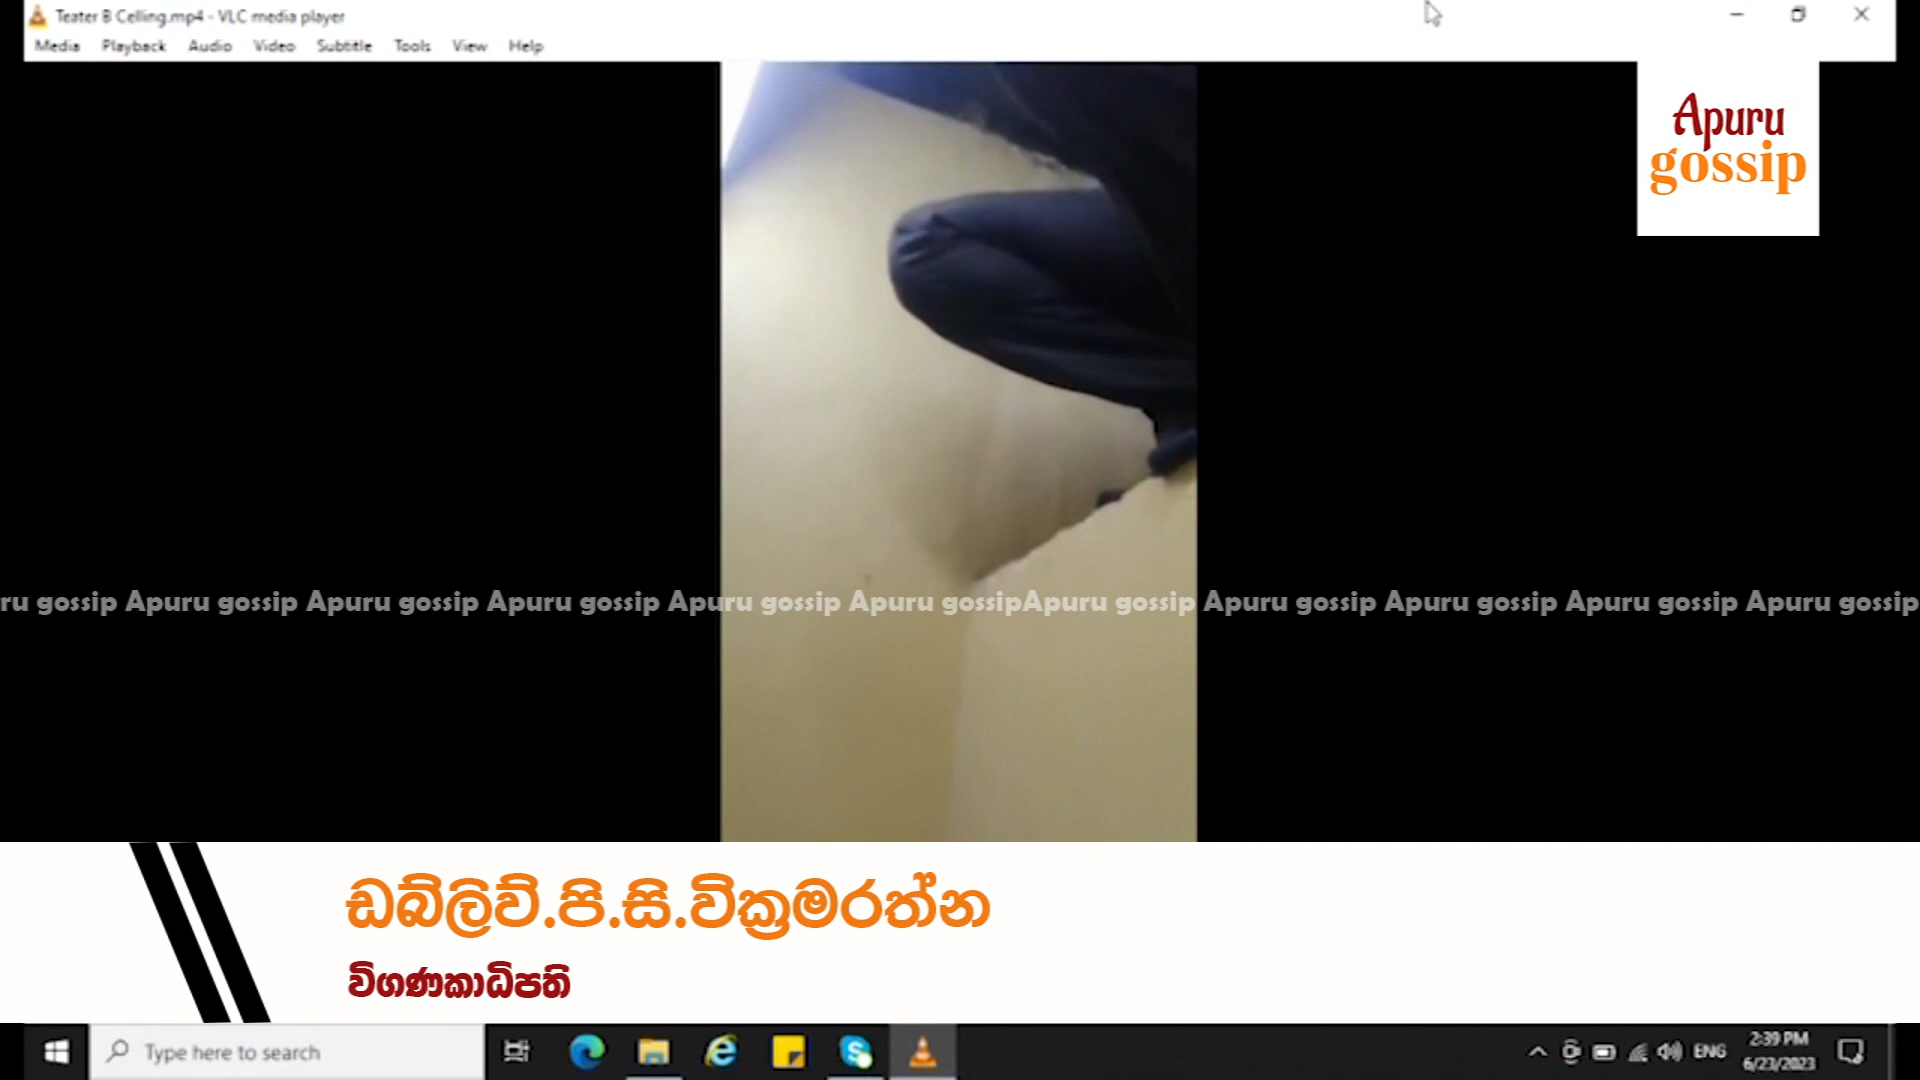 Teater B Celling.mp4 - VLC media player
Media Playback Audio Video Subtitle Tools View Help
Apuru
gossip
ru gossip Apuru gossip Apuru gossip Apuru gossip Apuru gossip Apuru gossipApuru gossip Apuru gossip Apuru gossip Apuru gossip Apuru gossip
ඩබ්ලිව්.පි.සි.වික්‍රමරත්න
විගණකාධිපති
Type here to search
ENG
2:39 PM
6/23/2023